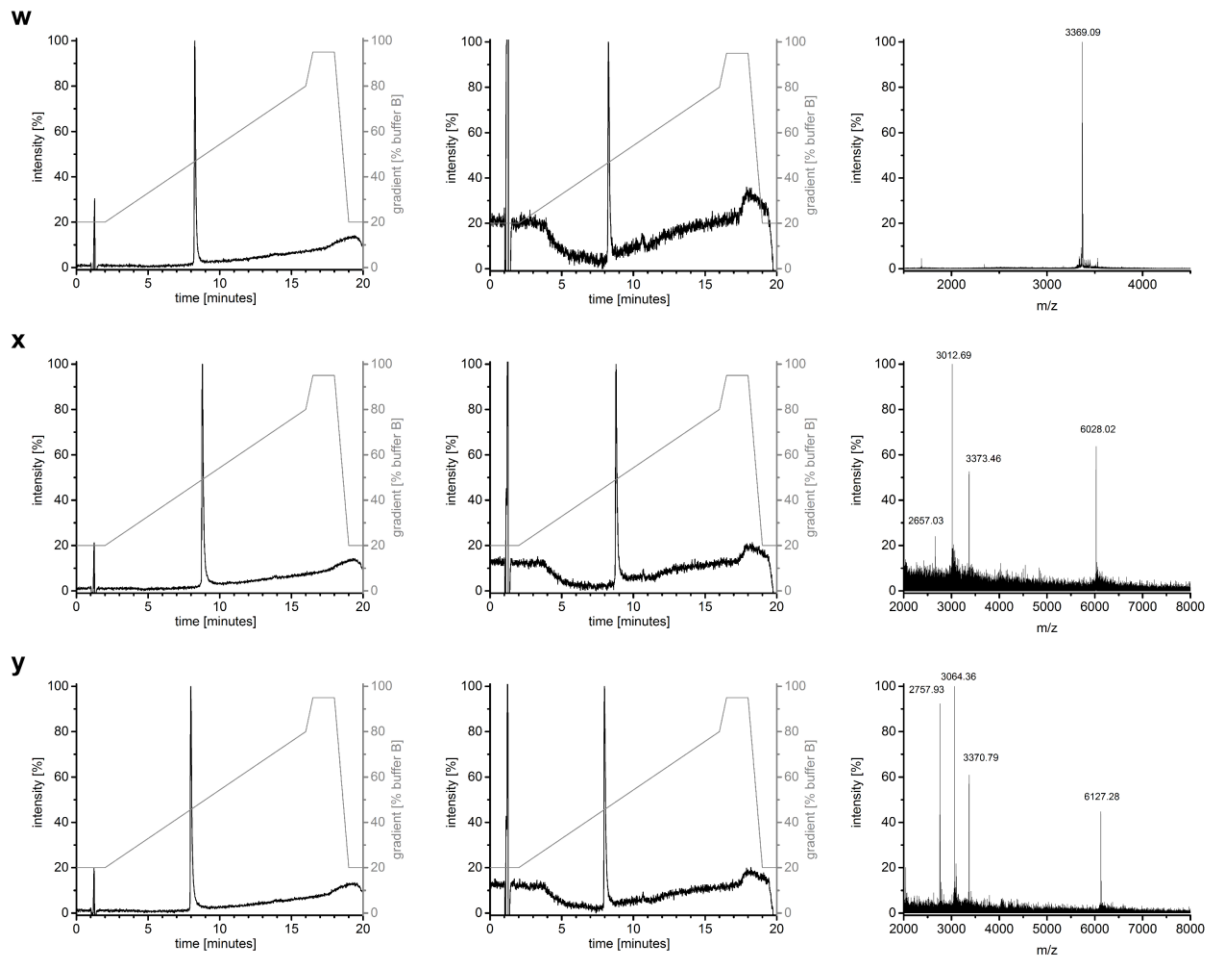 w
100 100 100 100 100
80 80 80 80 80
60 60 60 60 60
40 40 40 40 40
20 20 20 20 20
0 0 0 0 0
intensity [%]
gradient [% buffer B]
0 5 10 15 20
time [minutes]
intensity [%]
gradient [% buffer B]
0 5 10 15 20
time [minutes]
intensity [%]
3369.09
2000 3000 4000
m/z
x
100 100 100 100 100
80 80 80 80 80
60 60 60 60 60
40 40 40 40 40
20 20 20 20 20
0 0 0 0 0
intensity [%]
gradient [% buffer B]
0 5 10 15 20
time [minutes]
intensity [%]
gradient [% buffer B]
0 5 10 15 20
time [minutes]
intensity [%]
3012.69
6028.02
3373.46
2657.03
2000 3000 4000 5000 6000 7000 8000
m/z
y
100 100 100 100 100
80 80 80 80 80
60 60 60 60 60
40 40 40 40 40
20 20 20 20 20
0 0 0 0 0
intensity [%]
gradient [% buffer B]
0 5 10 15 20
time [minutes]
intensity [%]
gradient [% buffer B]
0 5 10 15 20
time [minutes]
intensity [%]
3064.36
2757.93
3370.79
6127.28
2000 3000 4000 5000 6000 7000 8000
m/z